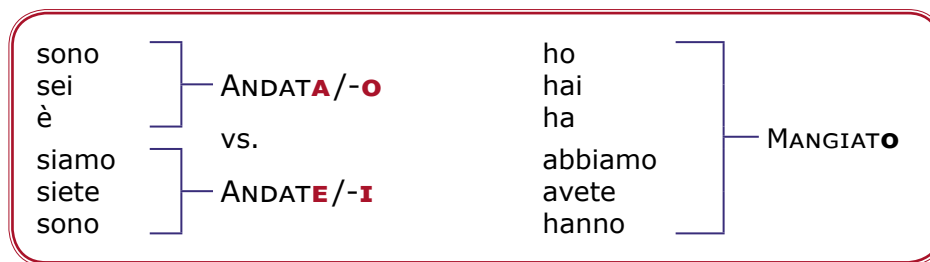 sono
sei
è
ANDATA/-O
vs.
siamo
siete
sono
ANDATE/-I
ho
hai
ha
abbiamo
avete
hanno
MANGIATO